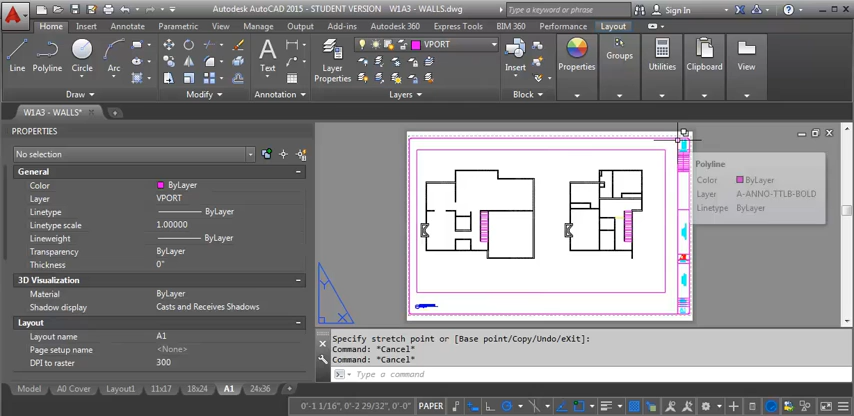 Autodesk AutoCAD 2015 - STUDENT VERSION W1A3 - WALLS.dwg
Type a keyword or phrase
Sign In
Home Insert Annotate Parametric View Manage Output Add-ins Autodesk 360 Express Tools BIM 360 Performance Layout
VPORT
Line Polyline Circle Arc Text Layer Properties Insert Properties Groups Utilities Clipboard View
Draw Modify Annotation Layers Block
W1A3 - WALLS*
PROPERTIES
No selection
General
Color ByLayer
Layer VPORT
Linetype ByLayer
Linetype scale 1.00000
Lineweight ByLayer
Transparency ByLayer
Thickness 0"
3D Visualization
Material ByLayer
Shadow display Casts and Receives Shadows
Layout
Layout name A1
Page setup name <None>
DPI to raster 300
Polyline
Color ByLayer
Layer A-ANNO-TTLB-BOLD
Linetype ByLayer
Y
X
Specify stretch point or [Base point/Copy/Undo/eXit]:
Command: *Cancel*
Command: *Cancel*
Type a command
Model A0 Cover Layout1 11x17 18x24 A1 24x36
0'-1 1/16", 0'-2 29/32", 0'-0" PAPER